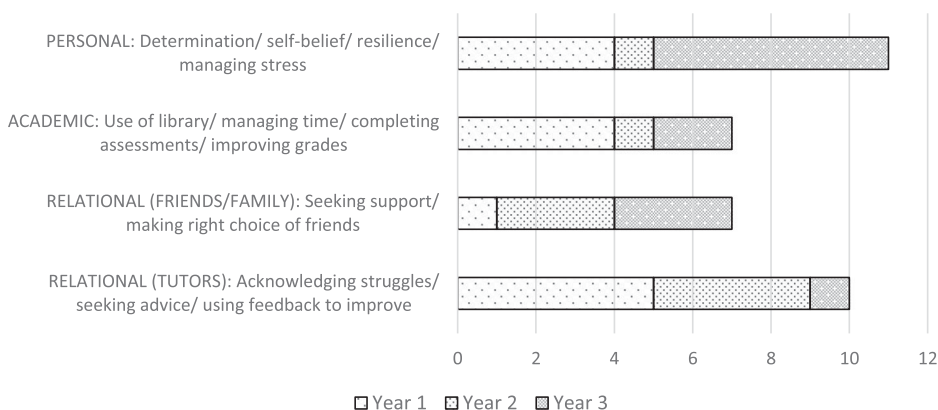 PERSONAL: Determination/ self-belief/ resilience/
managing stress
ACADEMIC: Use of library/ managing time/ completing
assessments/ improving grades
RELATIONAL (FRIENDS/FAMILY): Seeking support/
making right choice of friends
RELATIONAL (TUTORS): Acknowledging struggles/
seeking advice/ using feedback to improve
0 2 4 6 8 10 12
Year 1 Year 2 Year 3